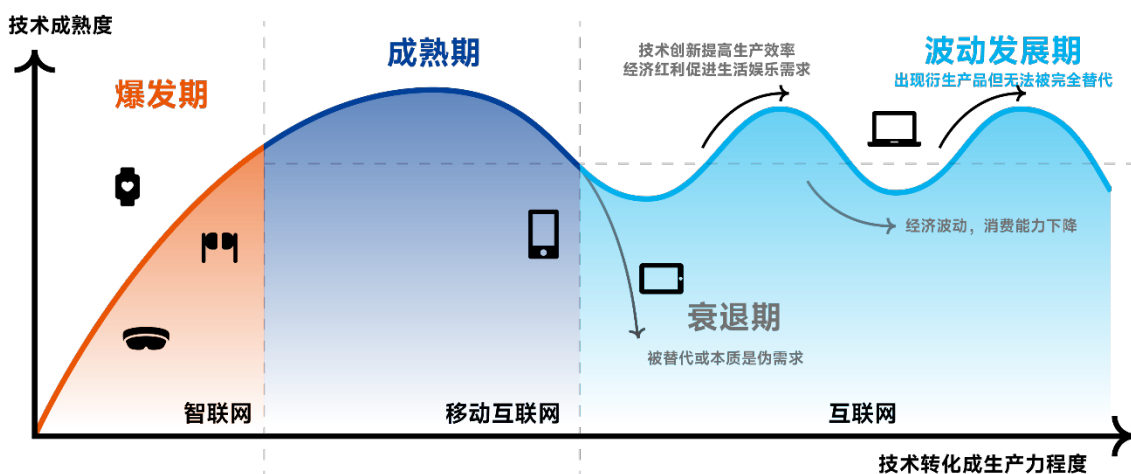 技术成熟度
爆发期
成熟期
技术创新提高生产效率
经济红利促进生活娱乐需求
波动发展期
出现衍生产品但无法被完全替代
经济波动，消费能力下降
衰退期
被替代或本质是伪需求
智联网
移动互联网
互联网
技术转化成生产力程度